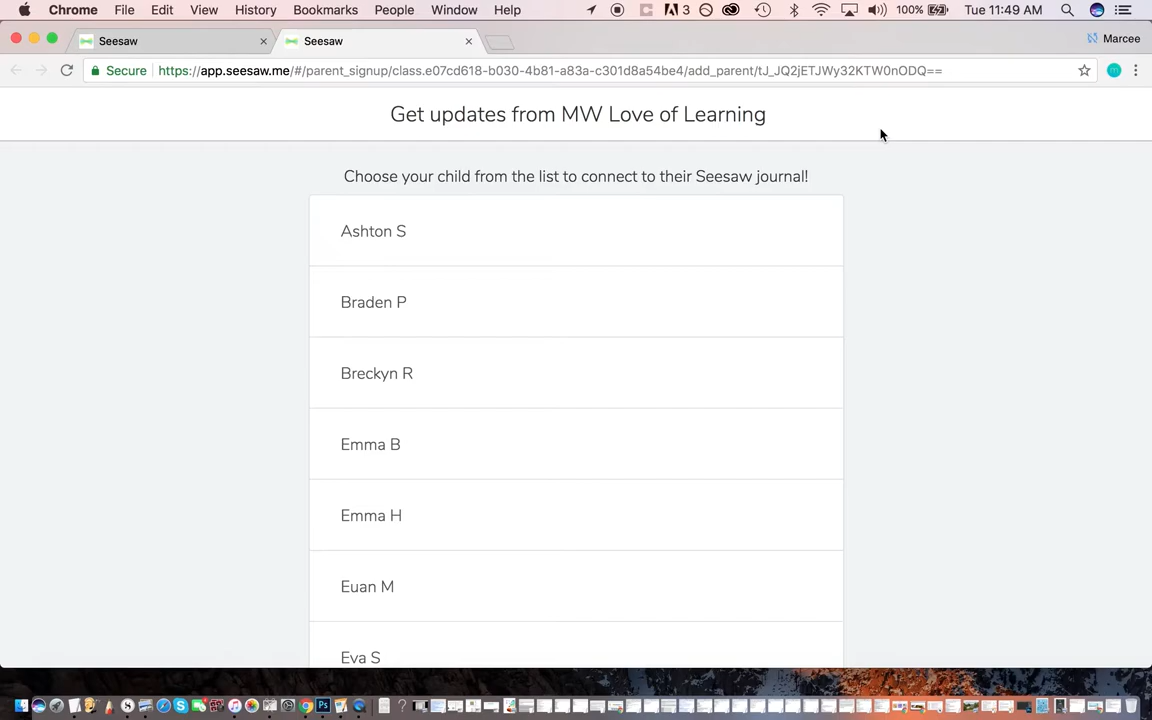 Chrome File Edit View History Bookmarks People Window Help 3 100% Tue 11:49 AM
Seesaw Seesaw Marcee
Secure https://app.seesaw.me/#/parent_signup/class.e07cd618-b030-4b81-a83a-c301d8a54be4/add_parent/tJ_JQ2jETJWy32KTW0nODQ==
Get updates from MW Love of Learning
Choose your child from the list to connect to their Seesaw journal!
Ashton S
Braden P
Breckyn R
Emma B
Emma H
Euan M
Eva S